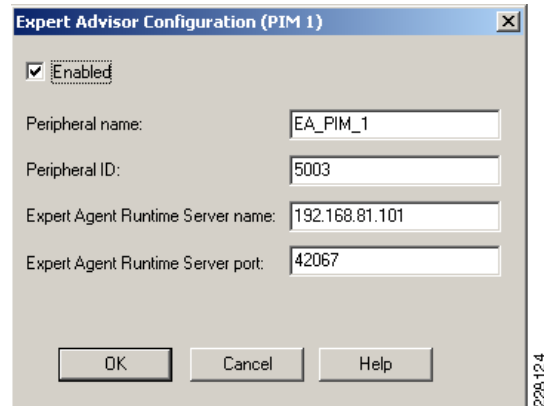 Expert Advisor Configuration (PIM 1)
Enabled
Peripheral name: EA_PIM_1
Peripheral ID: 5003
Expert Agent Runtime Server name: 192.168.81.101
Expert Agent Runtime Server port: 42067
OK Cancel Help
228124